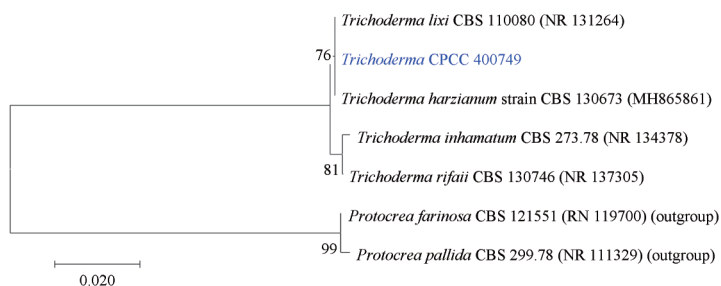 Trichoderma lixi CBS 110080 (NR 131264)
76
Trichoderma CPCC 400749
Trichoderma harzianum strain CBS 130673 (MH865861)
Trichoderma inhamatum CBS 273.78 (NR 134378)
81
Trichoderma rifaii CBS 130746 (NR 137305)
Protocrea farinosa CBS 121551 (RN 119700) (outgroup)
99
Protocrea pallida CBS 299.78 (NR 111329) (outgroup)
0.020